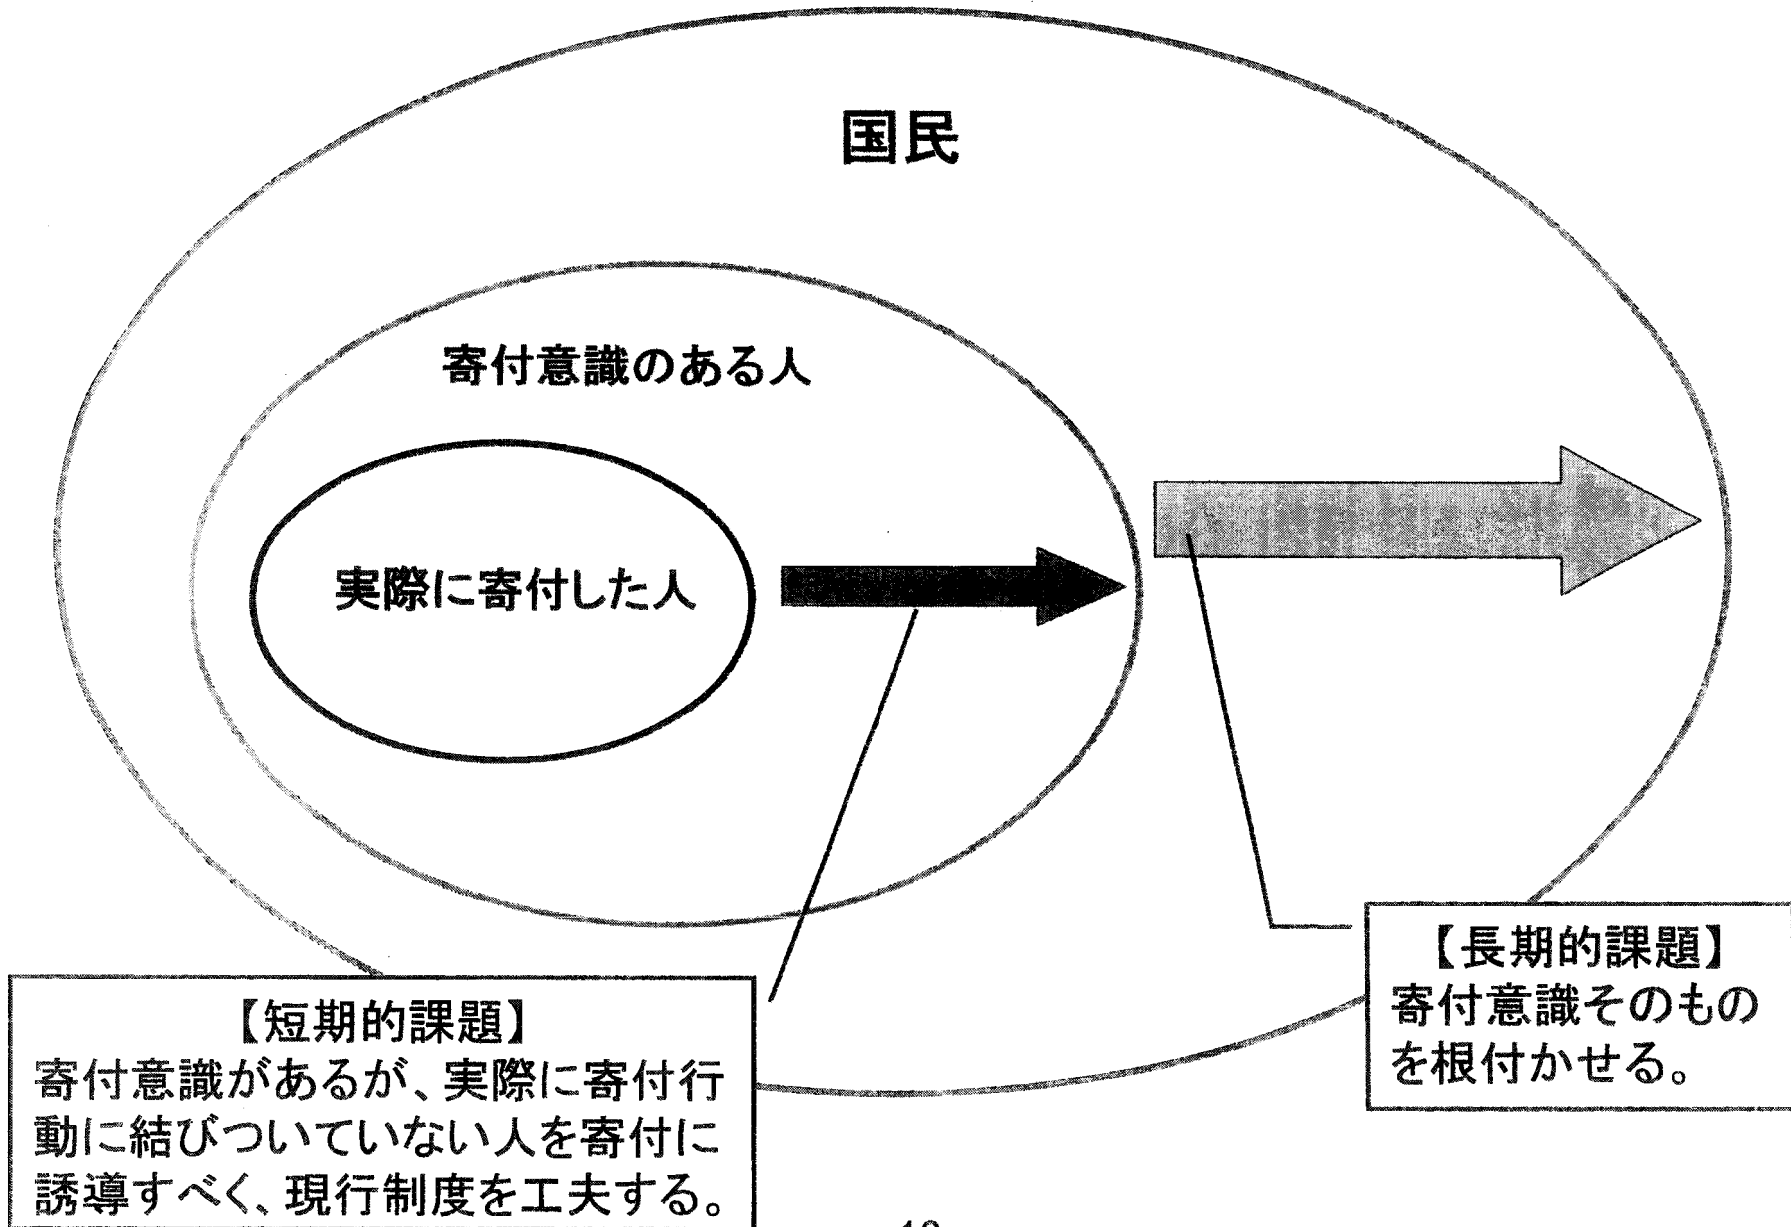 国民
寄付意識のある人
実際に寄付した人
【長期的課題】
寄付意識そのもの
を根付かせる。
【短期的課題】
寄付意識があるが、実際に寄付行
動に結びついていない人を寄付に
誘導すべく、現行制度を工夫する。